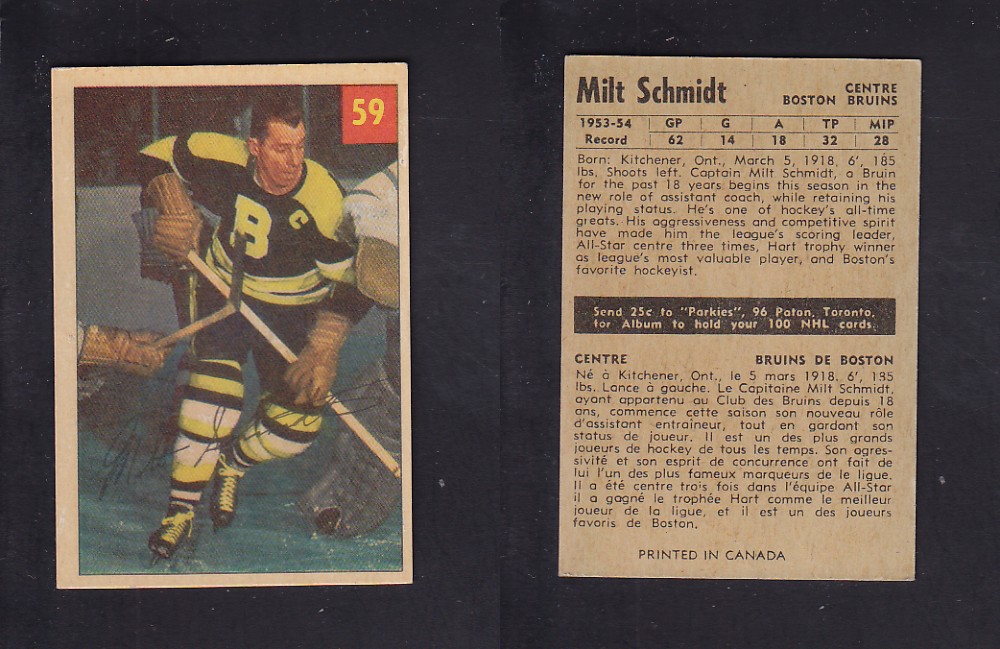 59
B
C
Milt Schmidt
CENTRE
BOSTON BRUINS
1953-54 GP G A TP MIP
Record 62 14 18 32 28
Born: Kitchener, Ont., March 5, 1918. 6', 185
lbs. Shoots left. Captain Milt Schmidt, a Bruin
for the past 18 years begins this season in the
new role of assistant coach, while retaining his
playing status. He's one of hockey's all-time
greats. His aggressiveness and competitive spirit
have made him the league's scoring leader,
All-Star centre three times, Hart trophy winner
as league's most valuable player, and Boston's
favorite hockeyist.
Send 25c to "Parkies", 96 Paton, Toronto,
for Album to hold your 100 NHL cards
CENTRE BRUINS DE BOSTON
Né à Kitchener, Ont., le 5 mars 1918. 6', 185
lbs. Lance à gauche. Le Capitaine Milt Schmidt,
ayant appartenu au Club des Bruins depuis 18
ans, commence cette saison son nouveau rôle
d'assistant entraîneur, tout en gardant son
status de joueur. Il est un des plus grands
joueurs de hockey de tous les temps. Son agres-
sivité et son esprit de concurrence ont fait de
lui l'un des plus fameux marqueurs de le ligue.
Il a été centre trois fois dans l'équipe All-Star
il a gagné le trophée Hart comme le meilleur
joueur de la ligue, et il est un des joueurs
favoris de Boston.
PRINTED IN CANADA